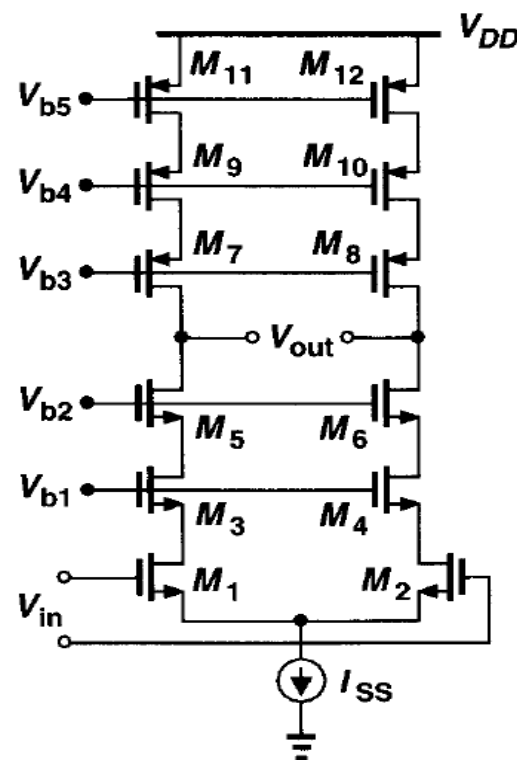 V_DD
M_11 M_12
V_b5
M_9 M_10
V_b4
M_7 M_8
V_b3
V_out
V_b2
M_5 M_6
V_b1
M_3 M_4
M_1 M_2
V_in
I_SS